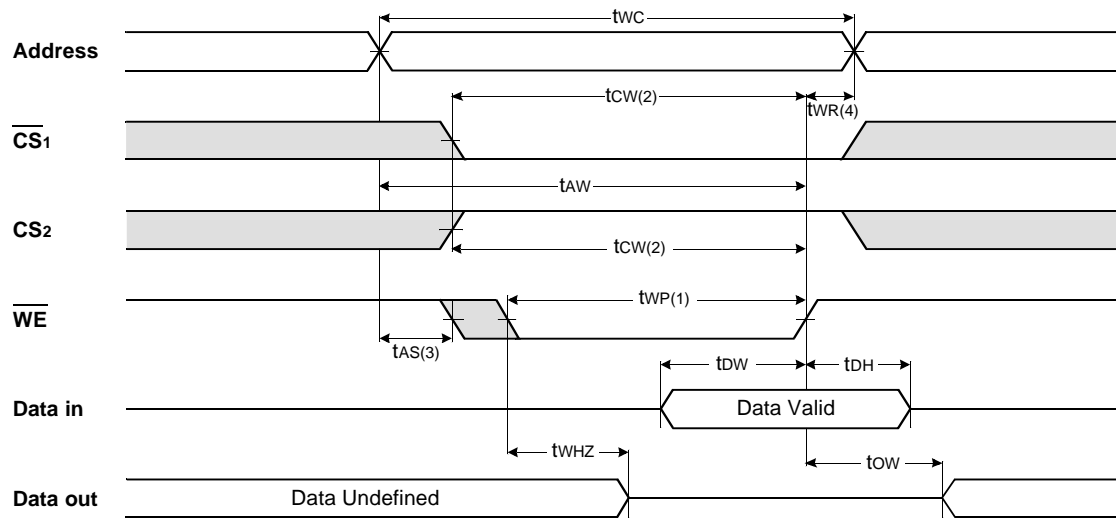 tWC
Address
tCW(2)
tWR(4)
CS1
tAW
CS2
tCW(2)
tWP(1)
WE
tAS(3)
tDW
tDH
Data in
Data Valid
tWHZ
tOW
Data out
Data Undefined